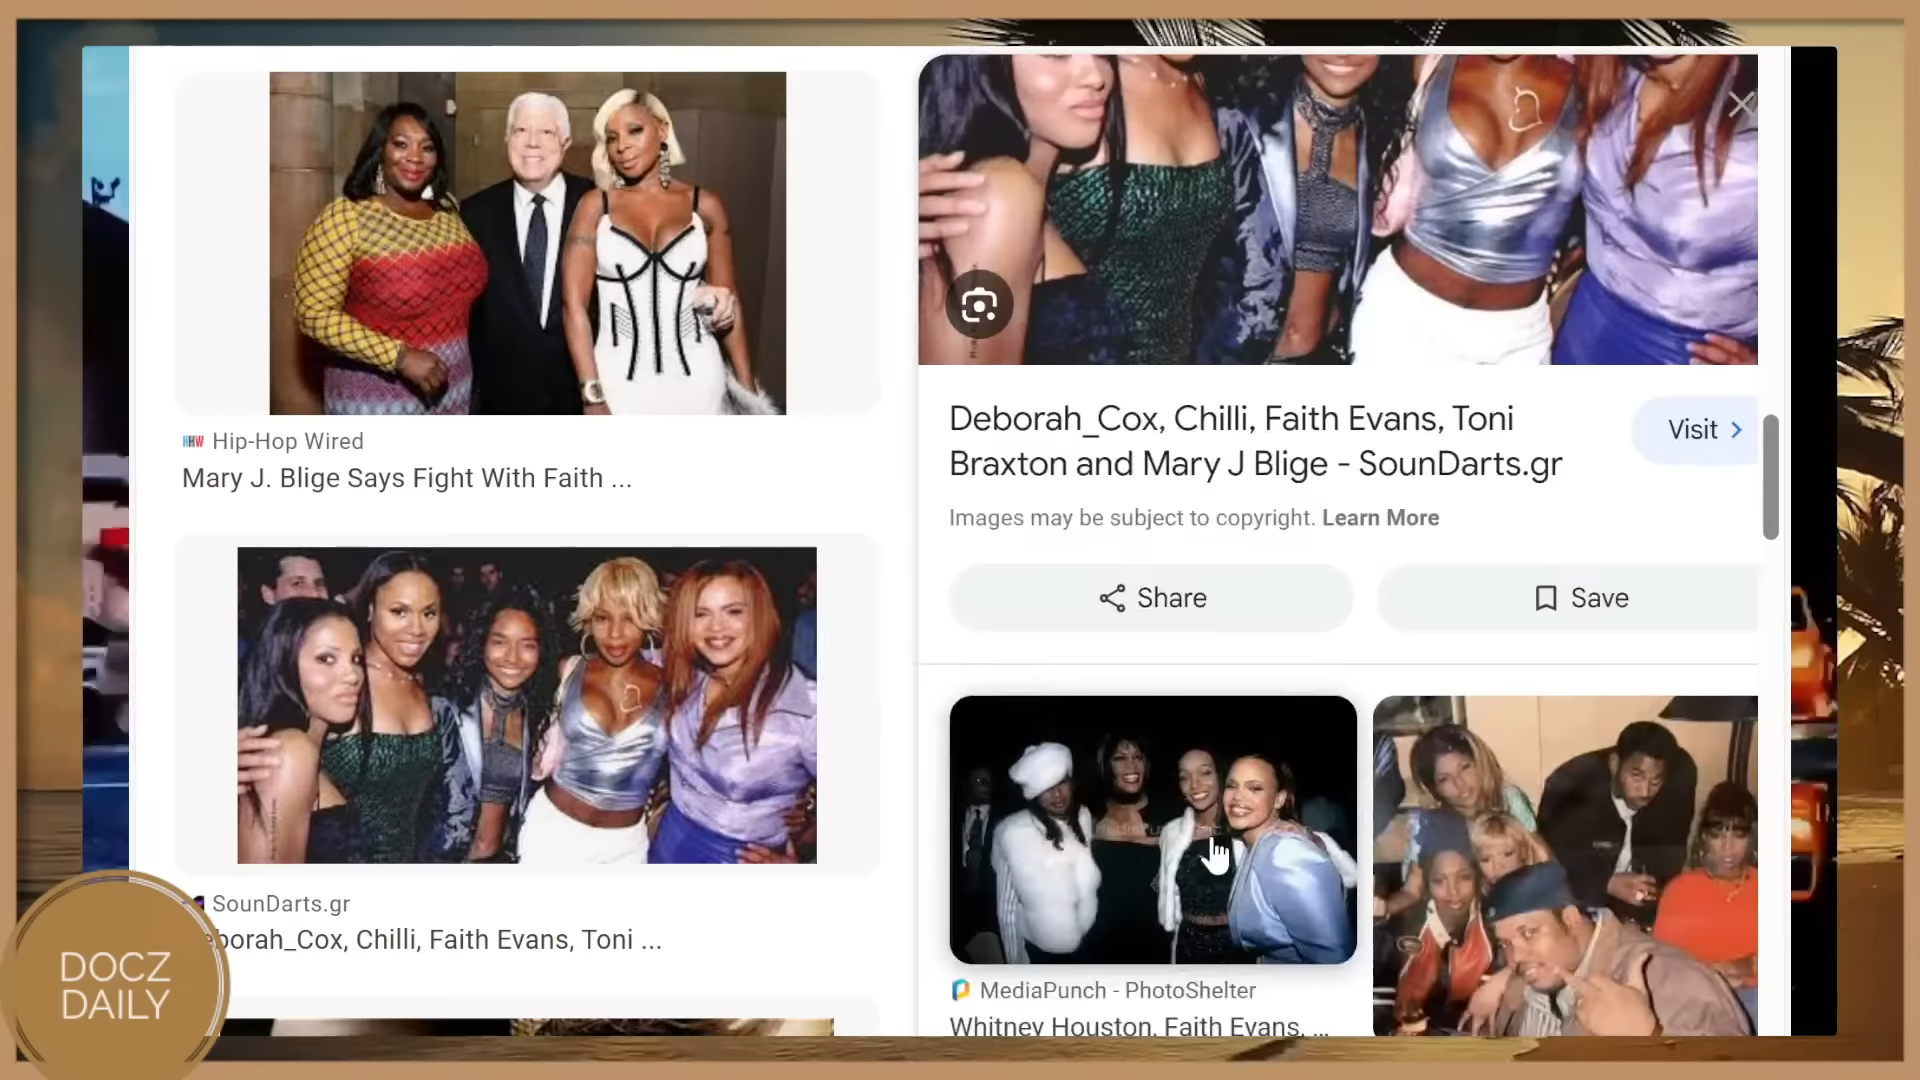 Hip-Hop Wired
Mary J. Blige Says Fight With Faith ...
SounDarts.gr
eborah_Cox, Chilli, Faith Evans, Toni ...
Deborah_Cox, Chilli, Faith Evans, Toni
Braxton and Mary J Blige - SounDarts.gr
Visit
Images may be subject to copyright. Learn More
Share
Save
MediaPunch - PhotoShelter
Whitney Houston, Faith Evans, ...
DOCZ
DAILY